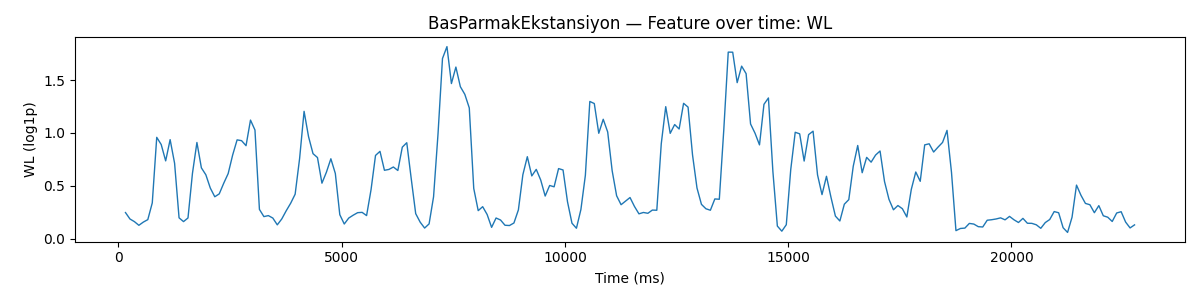 BasParmakEkstansiyon — Feature over time: WL
WL (log1p)
1.5
1.0
0.5
0.0
0 5000 10000 15000 20000
Time (ms)